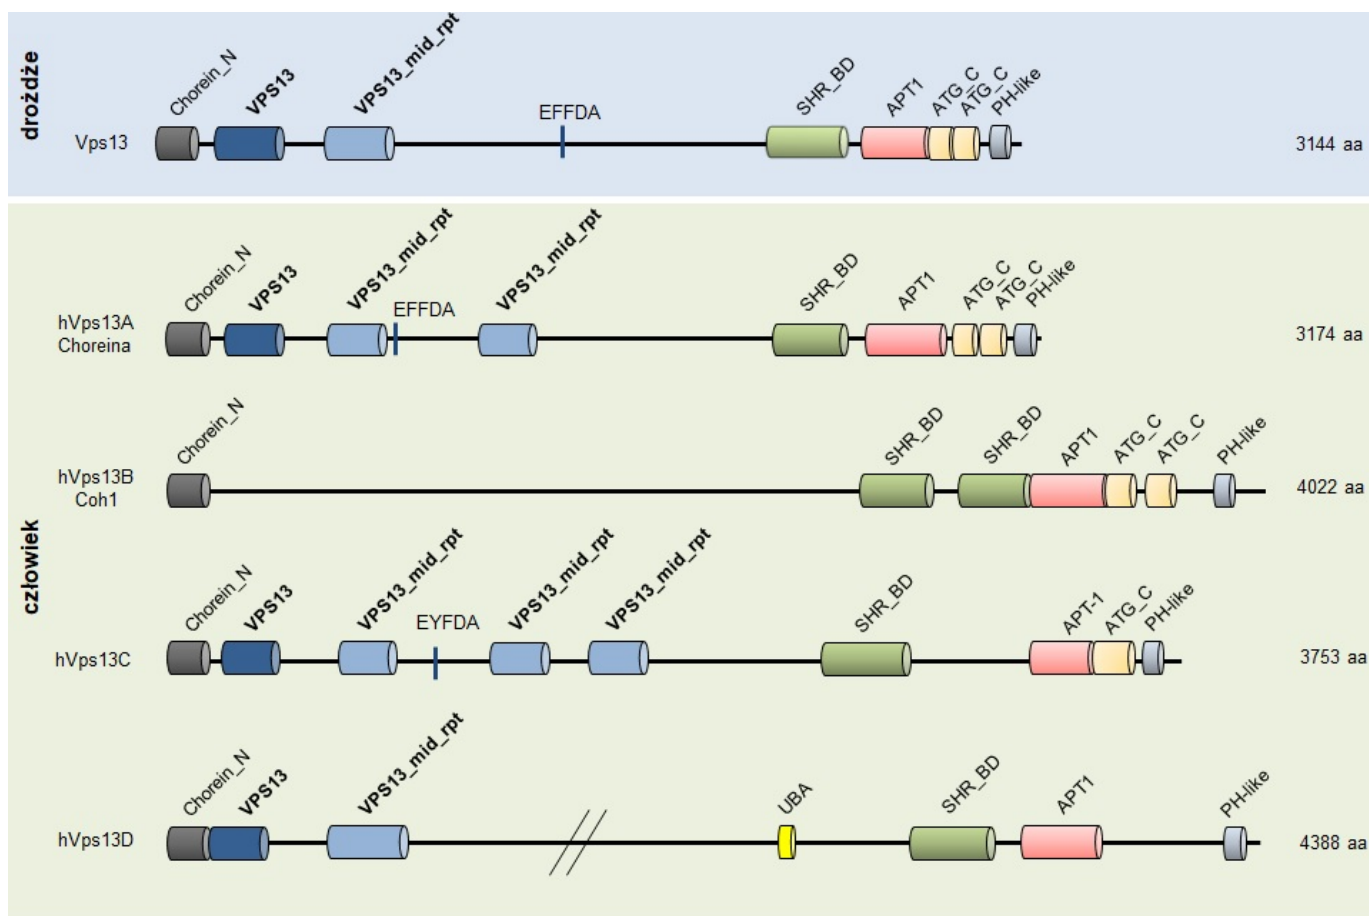 drożdże
Chorein_N VPS13 VPS13_mid_rpt EFFDA SHR_BD APT1 ATG_C ATG_C PH-like
Vps13 3144 aa
człowiek
Chorein_N VPS13 VPS13_mid_rpt EFFDA VPS13_mid_rpt SHR_BD APT1 ATG_C ATG_C PH-like
hVps13A 3174 aa
Choreina
Chorein_N SHR_BD SHR_BD APT1 ATG_C ATG_C PH-like
hVps13B 4022 aa
Coh1
Chorein_N VPS13 VPS13_mid_rpt EYFDA VPS13_mid_rpt VPS13_mid_rpt SHR_BD APT-1 ATG_C PH-like
hVps13C 3753 aa
Chorein_N VPS13 VPS13_mid_rpt UBA SHR_BD APT1 PH-like
hVps13D 4388 aa